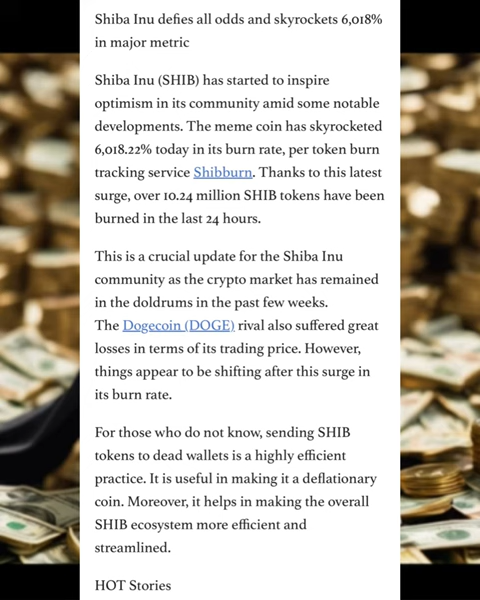 Shiba Inu defies all odds and skyrockets 6,018%
in major metric
Shiba Inu (SHIB) has started to inspire
optimism in its community amid some notable
developments. The meme coin has skyrocketed
6,018.22% today in its burn rate, per token burn
tracking service Shibburn. Thanks to this latest
surge, over 10.24 million SHIB tokens have been
burned in the last 24 hours.
This is a crucial update for the Shiba Inu
community as the crypto market has remained
in the doldrums in the past few weeks.
The Dogecoin (DOGE) rival also suffered great
losses in terms of its trading price. However,
things appear to be shifting after this surge in
its burn rate.
For those who do not know, sending SHIB
tokens to dead wallets is a highly efficient
practice. It is useful in making it a deflationary
coin. Moreover, it helps in making the overall
SHIB ecosystem more efficient and
streamlined.
HOT Stories